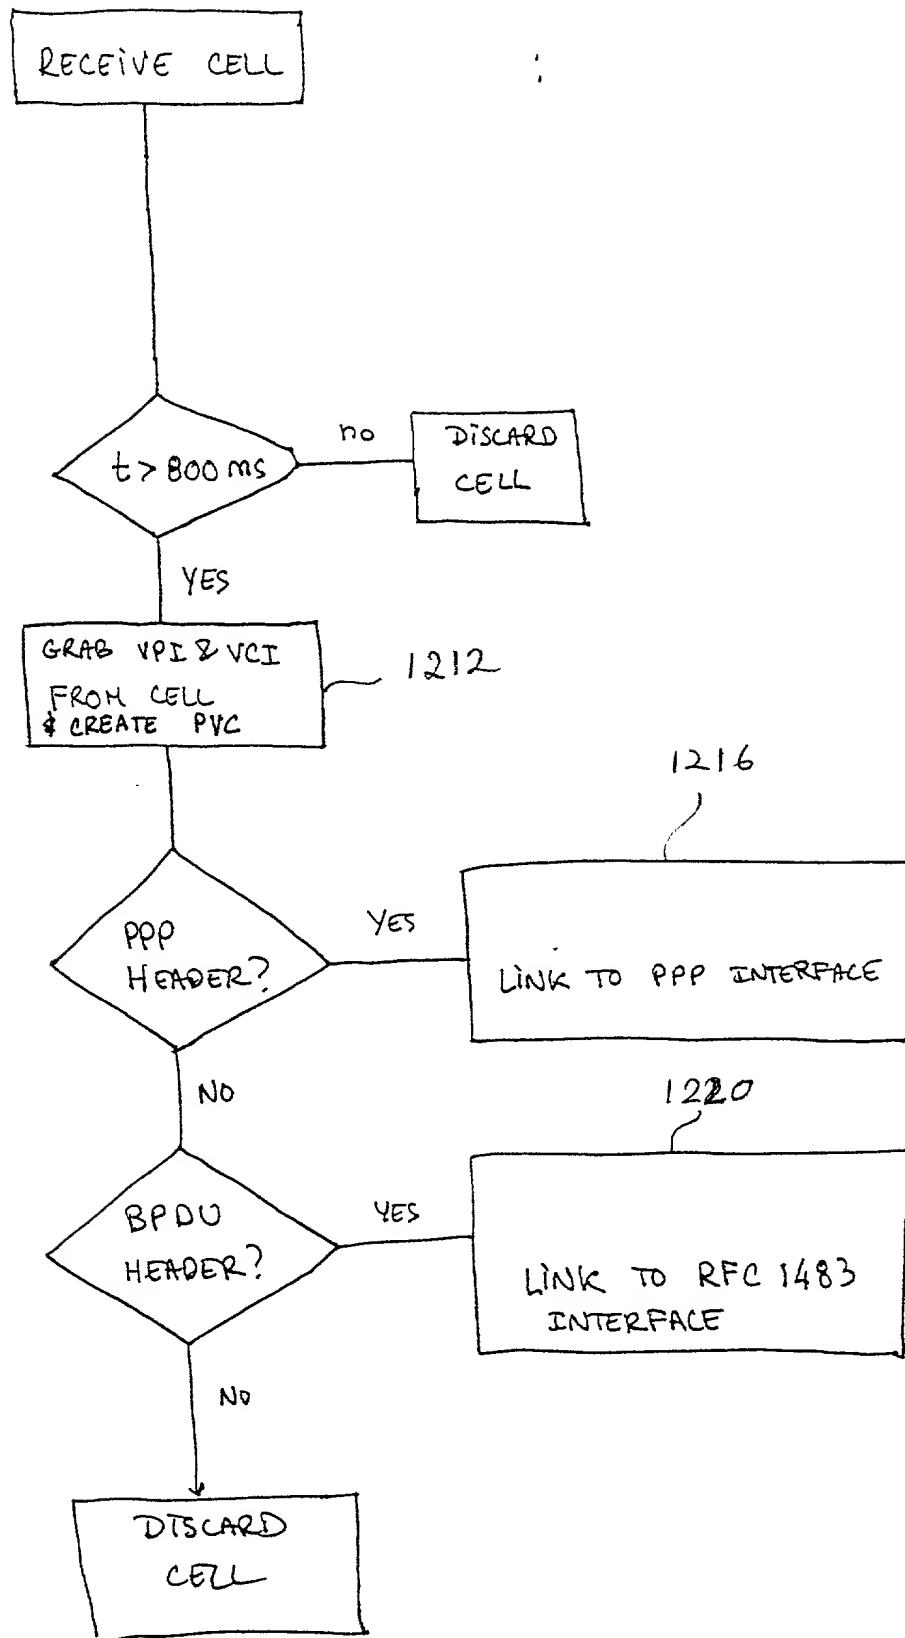 RECEIVE CELL
t > 800 ms
no
DISCARD
CELL
YES
GRAB VPI & VCI
FROM CELL
& CREATE PVC
1212
1216
PPP
HEADER?
YES
LINK TO PPP INTERFACE
NO
1220
BPDU
HEADER?
YES
LINK TO RFC 1483
INTERFACE
NO
DISCARD
CELL